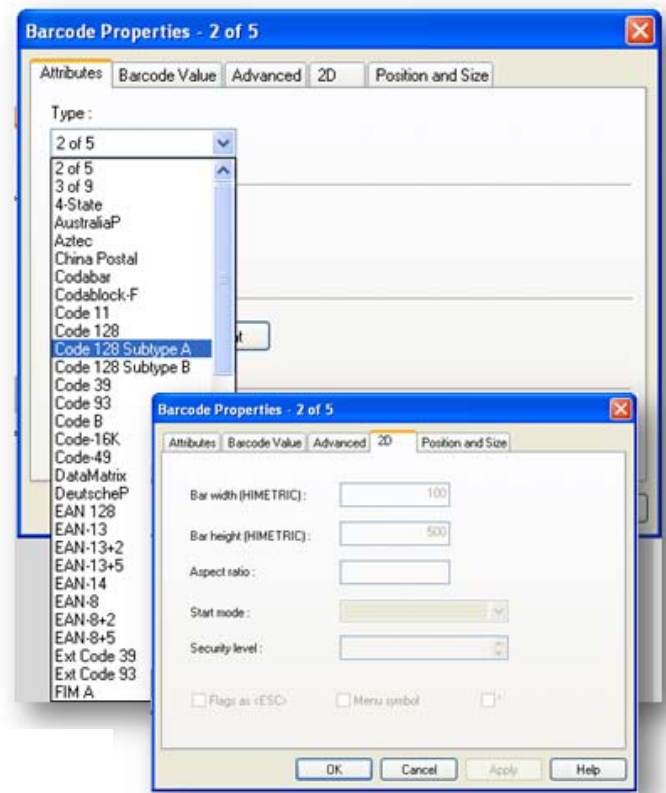 Barcode Properties - 2 of 5
Attributes Barcode Value Advanced 2D Position and Size
Type :
2 of 5
2 of 5
3 of 9
4-State
AustraliaP
Aztec
China Postal
Codabar
Codablock-F
Code 11
Code 128
Code 128 Subtype A
Code 128 Subtype B
Code 39
Code 93
Code B
Code-16K
Code-49
DataMatrix
DeutscheP
EAN 128
EAN-13
EAN-13+2
EAN-13+5
EAN-14
EAN-8
EAN-8+2
EAN-8+5
Ext Code 39
Ext Code 93
FIM A
Barcode Properties - 2 of 5
Attributes Barcode Value Advanced 2D Position and Size
Bar width (HIMETRIC) : 100
Bar height (HIMETRIC) : 500
Aspect ratio :
Start mode :
Security level :
Flags as <ESC> Menu symbol
OK Cancel Apply Help